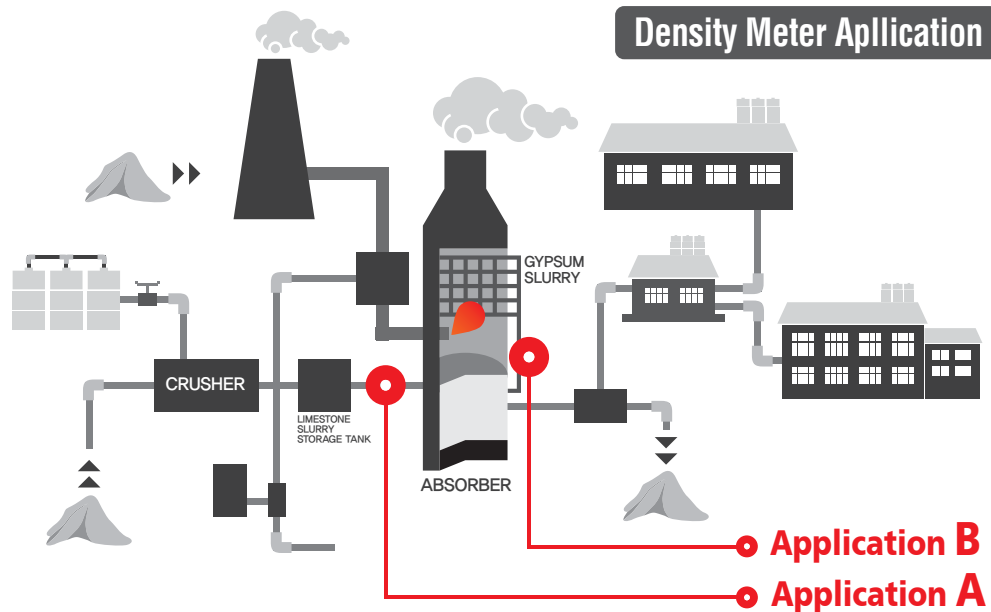 Density Meter Apllication
GYPSUM
SLURRY
CRUSHER
LIMESTONE
SLURRY
STORAGE TANK
ABSORBER
Application B
Application A